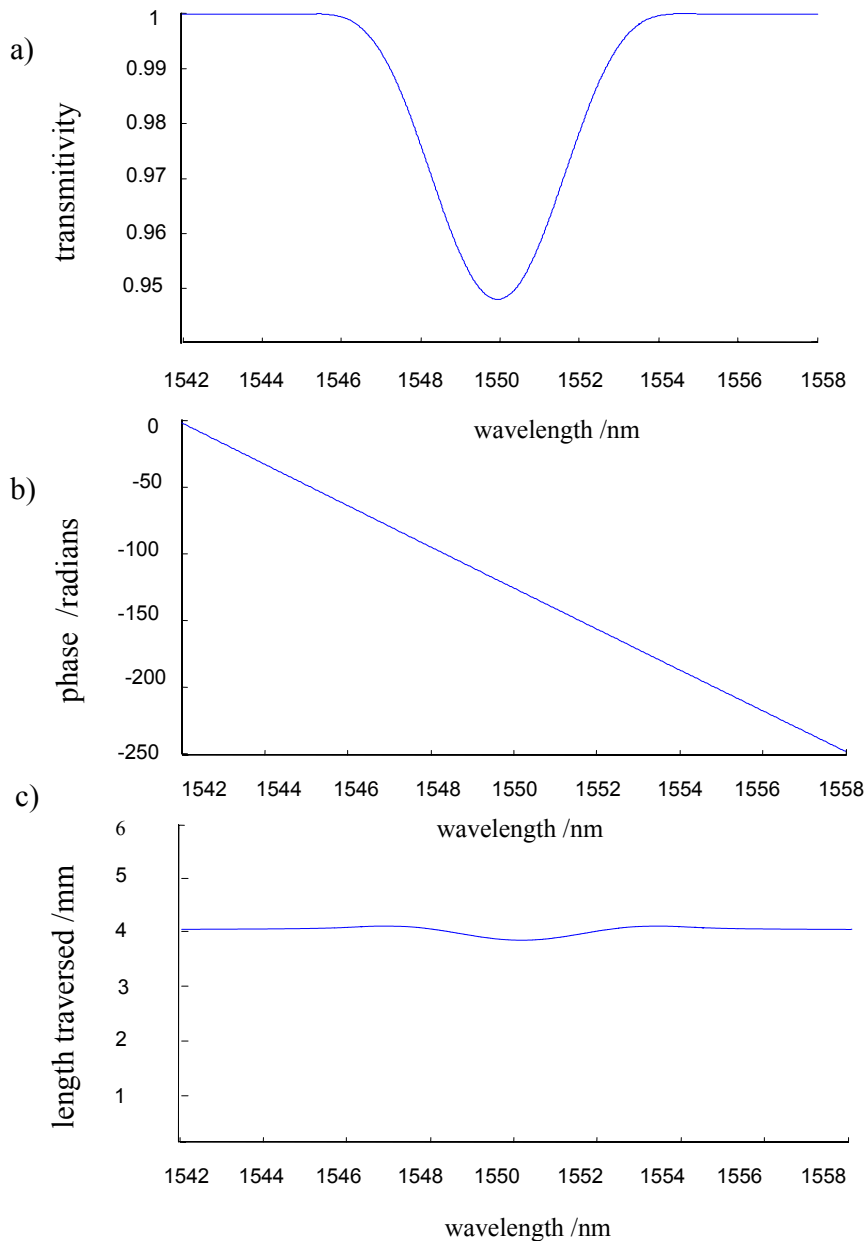 a)
transmitivity
1
0.99
0.98
0.97
0.96
0.95
1542 1544 1546 1548 1550 1552 1554 1556 1558
wavelength /nm
b)
phase /radians
0
-50
-100
-150
-200
-250
1542 1544 1546 1548 1550 1552 1554 1556 1558
wavelength /nm
c)
length traversed /mm
6
5
4
3
2
1
1542 1544 1546 1548 1550 1552 1554 1556 1558
wavelength /nm